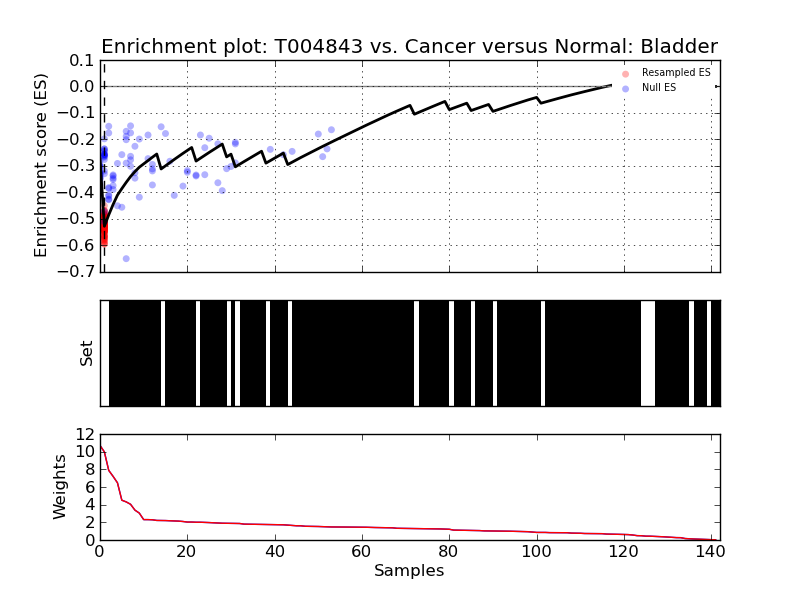 Enrichment plot: T004843 vs. Cancer versus Normal: Bladder
Enrichment score (ES)
0.1
0.0
−0.1
−0.2
−0.3
−0.4
−0.5
−0.6
−0.7
Resampled ES
Null ES
Set
Weights
12
10
8
6
4
2
0
0 20 40 60 80 100 120 140
Samples